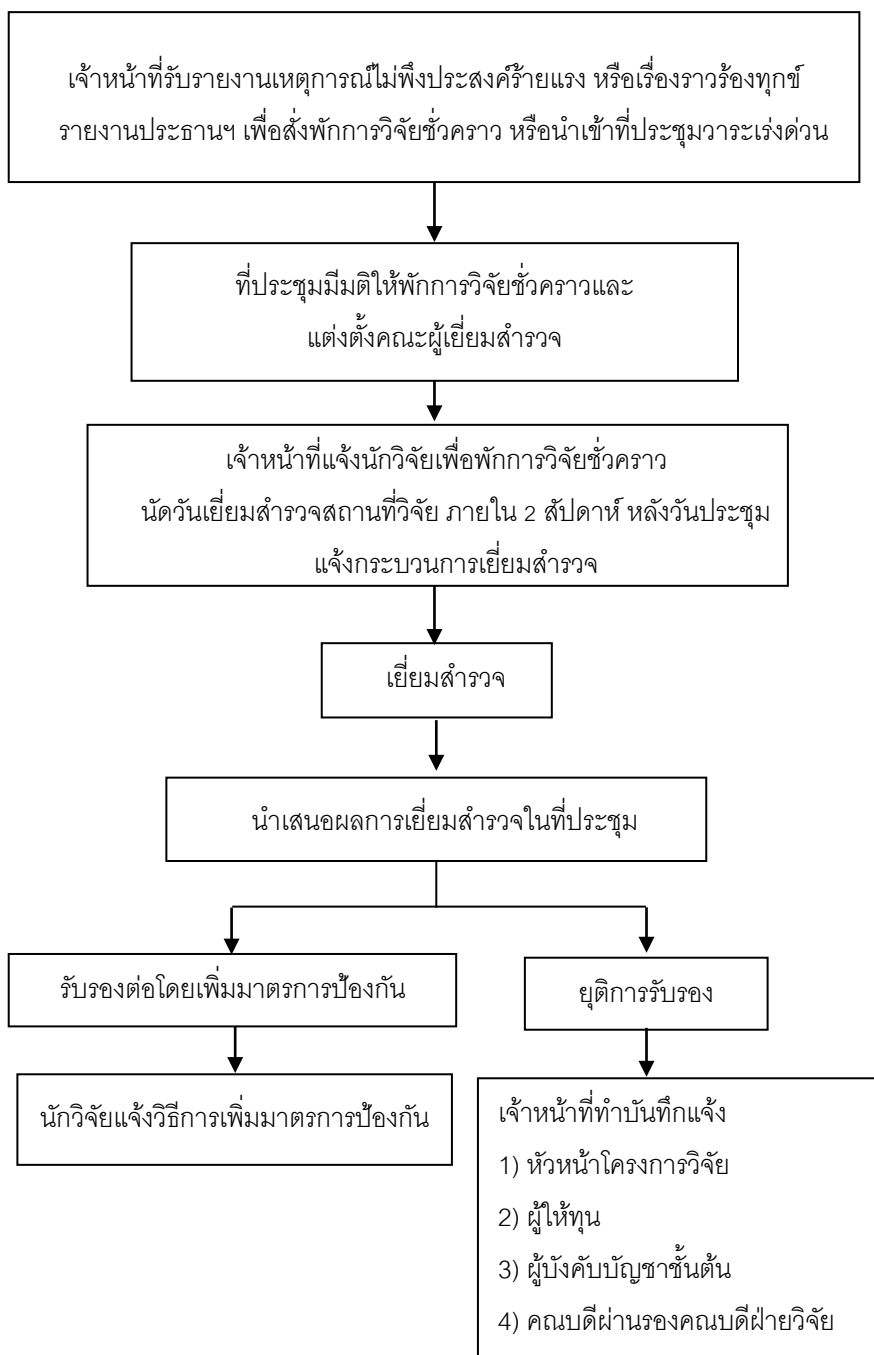 เจ้าหน้าที่รับรายงานเหตุการณ์ไม่พึงประสงค์ร้ายแรง หรือเรื่องราวร้องทุกข์
รายงานประธานฯ เพื่อสั่งพักการวิจัยชั่วคราว หรือนำเข้าที่ประชุมวาระเร่งด่วน
ที่ประชุมมีมติให้พักการวิจัยชั่วคราวและ
แต่งตั้งคณะผู้เยี่ยมสำรวจ
เจ้าหน้าที่แจ้งนักวิจัยเพื่อพักการวิจัยชั่วคราว
นัดวันเยี่ยมสำรวจสถานที่วิจัย ภายใน 2 สัปดาห์ หลังวันประชุม
แจ้งกระบวนการเยี่ยมสำรวจ
เยี่ยมสำรวจ
นำเสนอผลการเยี่ยมสำรวจในที่ประชุม
รับรองต่อโดยเพิ่มมาตรการป้องกัน
ยุติการรับรอง
นักวิจัยแจ้งวิธีการเพิ่มมาตรการป้องกัน
เจ้าหน้าที่ทำบันทึกแจ้ง
1) หัวหน้าโครงการวิจัย
2) ผู้ให้ทุน
3) ผู้บังคับบัญชาชั้นต้น
4) คณบดีผ่านรองคณบดีฝ่ายวิจัย